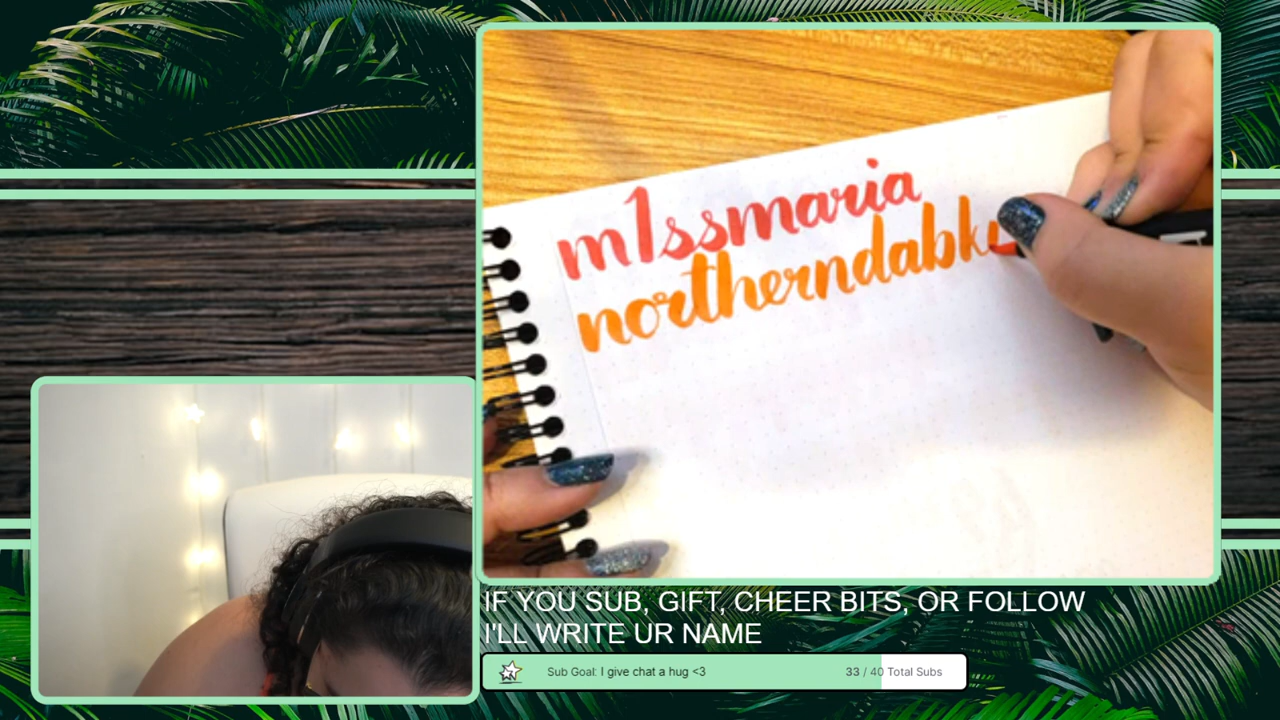 m1ssmaria
northerndabk
IF YOU SUB, GIFT, CHEER BITS, OR FOLLOW
I'LL WRITE UR NAME
Sub Goal: I give chat a hug <3
33 / 40 Total Subs